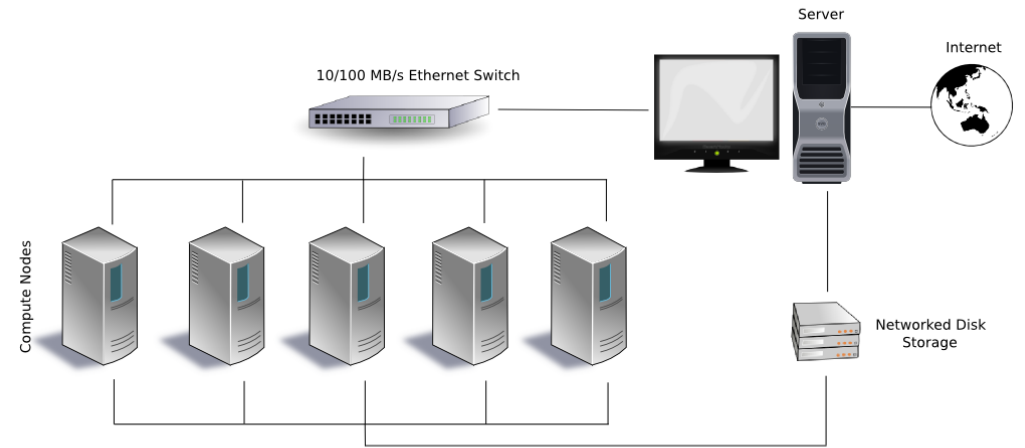 Server
Internet
10/100 MB/s Ethernet Switch
Compute Nodes
Networked Disk
Storage